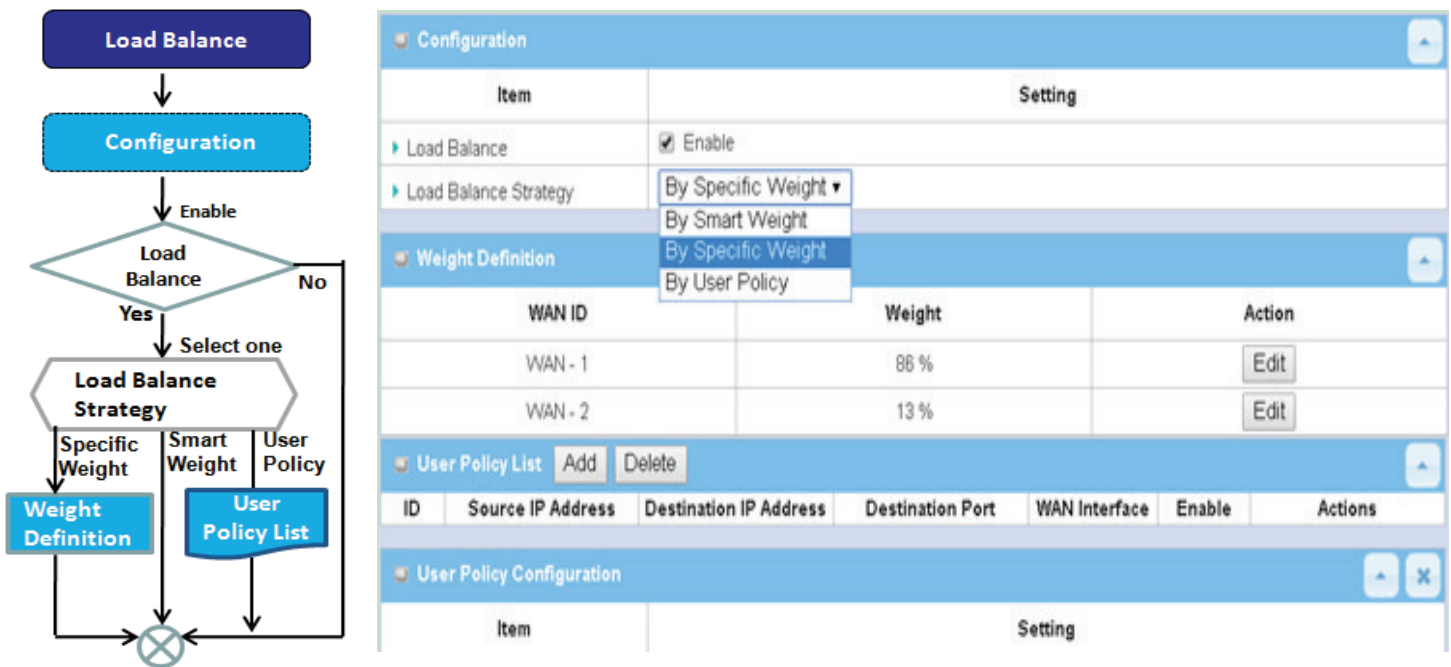 Load Balance
Configuration
Enable
Load
Balance
No
Yes
Select one
Load Balance
Strategy
Specific
Weight
Smart
Weight
User
Policy
Weight
Definition
User
Policy List
Configuration
Item Setting
Load Balance Enable
Load Balance Strategy By Specific Weight
By Smart Weight
By Specific Weight
By User Policy
Weight Definition
WAN ID Weight Action
WAN - 1 86 % Edit
WAN - 2 13 % Edit
User Policy List Add Delete
ID Source IP Address Destination IP Address Destination Port WAN Interface Enable Actions
User Policy Configuration
Item Setting